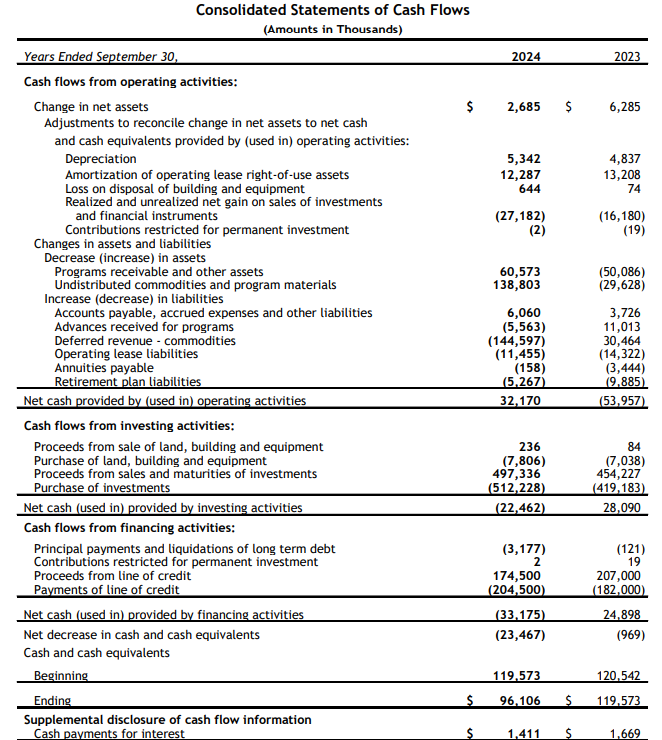 Consolidated Statements of Cash Flows
(Amounts in Thousands)
Years Ended September 30, 2024 2023
Cash flows from operating activities:
Change in net assets $ 2,685 $ 6,285
Adjustments to reconcile change in net assets to net cash
and cash equivalents provided by (used in) operating activities:
Depreciation 5,342 4,837
Amortization of operating lease right-of-use assets 12,287 13,208
Loss on disposal of building and equipment 644 74
Realized and unrealized net gain on sales of investments
and financial instruments (27,182) (16,180)
Contributions restricted for permanent investment (2) (19)
Changes in assets and liabilities
Decrease (increase) in assets
Programs receivable and other assets 60,573 (50,086)
Undistributed commodities and program materials 138,803 (29,628)
Increase (decrease) in liabilities
Accounts payable, accrued expenses and other liabilities 6,060 3,726
Advances received for programs (5,563) 11,013
Deferred revenue - commodities (144,597) 30,464
Operating lease liabilities (11,455) (14,322)
Annuities payable (158) (3,444)
Retirement plan liabilities (5,267) (9,885)
Net cash provided by (used in) operating activities 32,170 (53,957)
Cash flows from investing activities:
Proceeds from sale of land, building and equipment 236 84
Purchase of land, building and equipment (7,806) (7,038)
Proceeds from sales and maturities of investments 497,336 454,227
Purchase of investments (512,228) (419,183)
Net cash (used in) provided by investing activities (22,462) 28,090
Cash flows from financing activities:
Principal payments and liquidations of long term debt (3,177) (121)
Contributions restricted for permanent investment 2 19
Proceeds from line of credit 174,500 207,000
Payments of line of credit (204,500) (182,000)
Net cash (used in) provided by financing activities (33,175) 24,898
Net decrease in cash and cash equivalents (23,467) (969)
Cash and cash equivalents
Beginning 119,573 120,542
Ending $ 96,106 $ 119,573
Supplemental disclosure of cash flow information
Cash payments for interest $ 1,411 $ 1,669